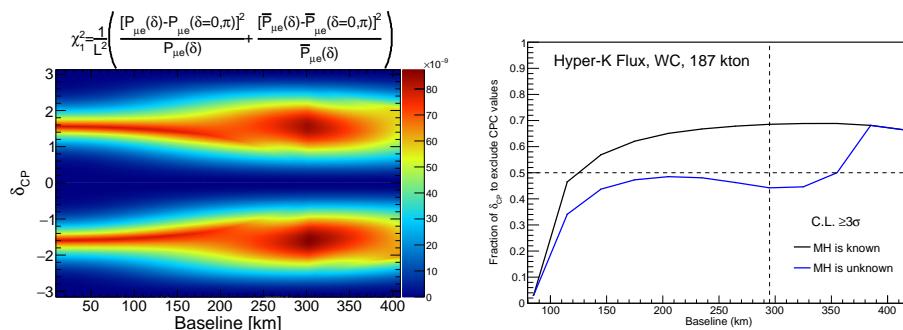 χ₁²=1/L²([P_μe(δ)-P_μe(δ=0,π)]²/P_μe(δ)+[P̅_μe(δ)-P̅_μe(δ=0,π)]²/P̅_μe(δ))
×10⁻⁹
3
2
1
0
−1
−2
−3
δ_CP
50 100 150 200 250 300 350 400
Baseline [km]
80
70
60
50
40
30
20
10
0
1
0.9
0.8
0.7
0.6
0.5
0.4
0.3
0.2
0.1
0
Fraction of δ_CP to exclude CPC values
Hyper-K Flux, WC, 187 kton
C.L. ≥3σ
MH is known
MH is unknown
100 150 200 250 300 350 400
Baseline (km)